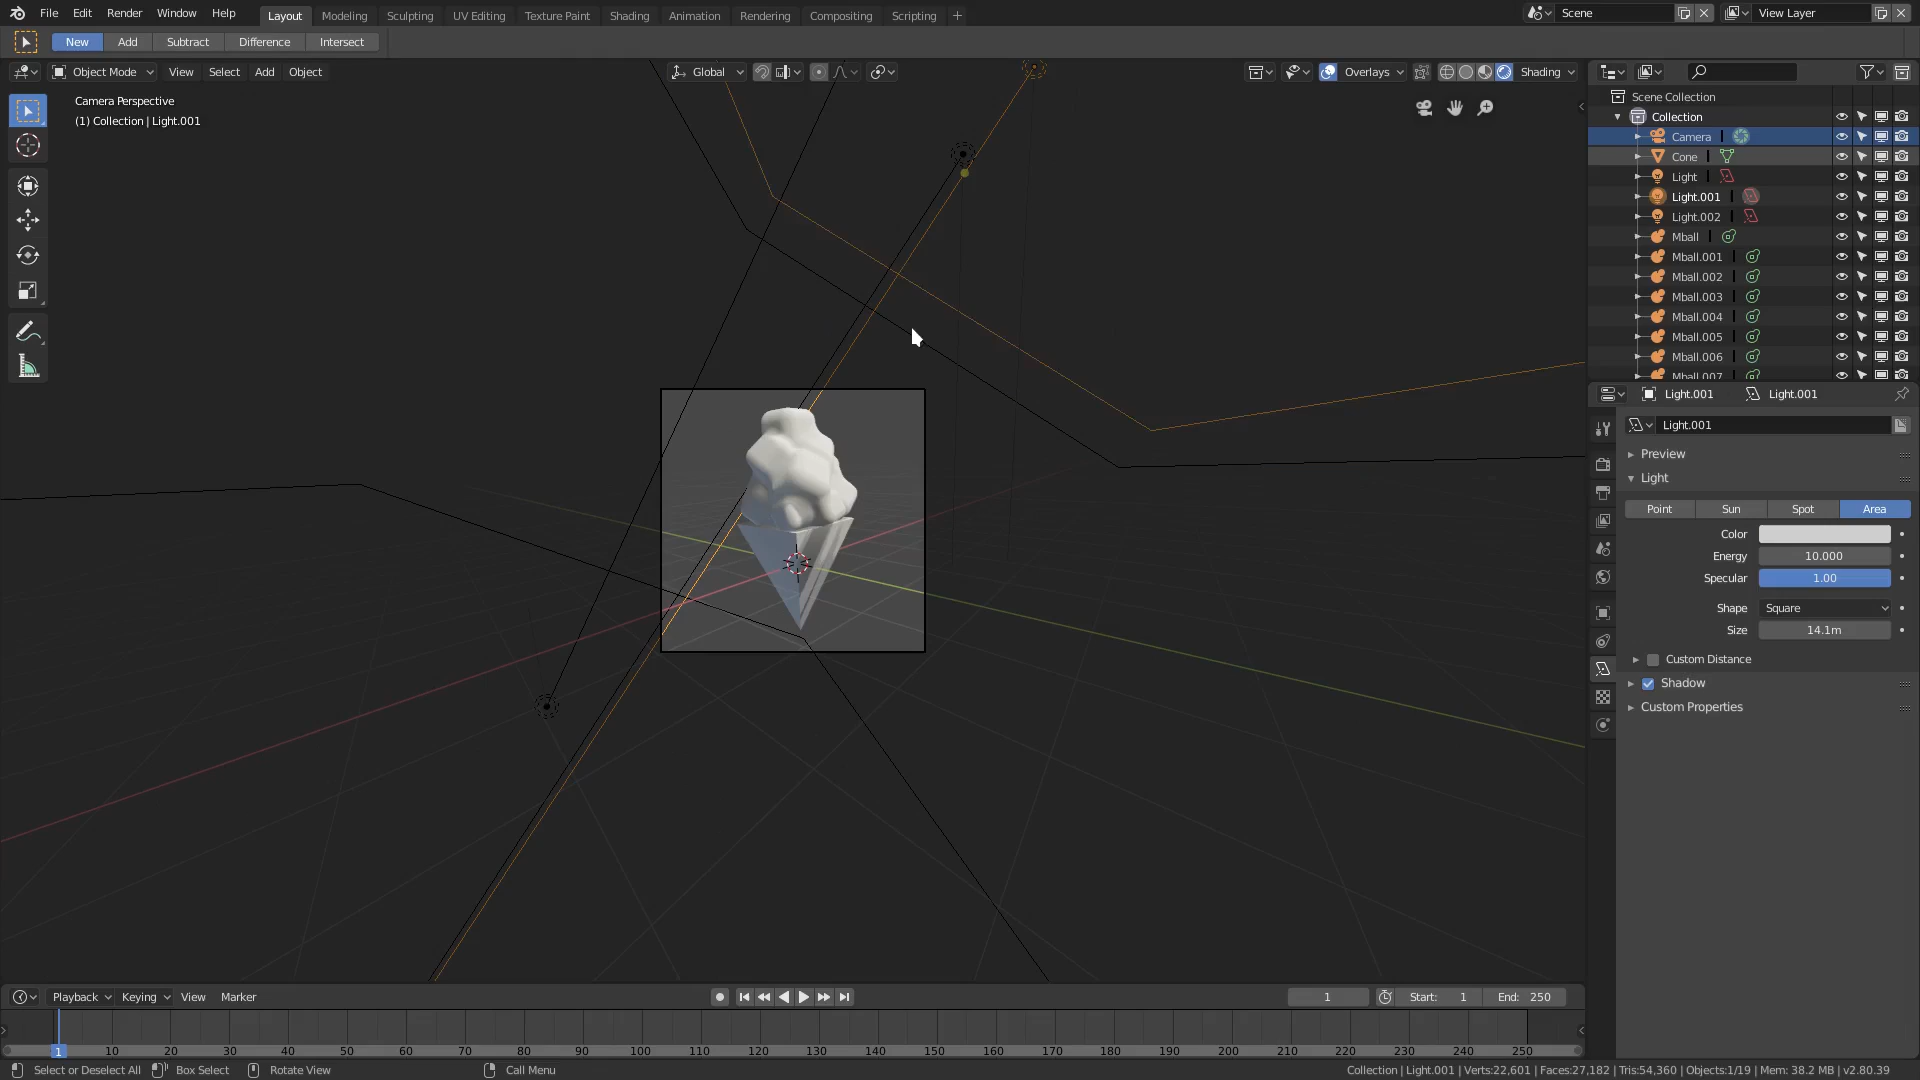 File Edit Render Window Help Layout Modeling Sculpting UV Editing Texture Paint Shading Animation Rendering Compositing Scripting + Scene View Layer
New Add Subtract Difference Intersect
Object Mode View Select Add Object Global Overlays Shading
Camera Perspective
(1) Collection | Light.001
Scene Collection
Collection
Camera
Cone
Light
Light.001
Light.002
Mball
Mball.001
Mball.002
Mball.003
Mball.004
Mball.005
Mball.006
Mball.007
Light.001 Light.001
Light.001
Preview
Light
Point Sun Spot Area
Color
Energy 10.000
Specular 1.00
Shape Square
Size 14.1m
Custom Distance
Shadow
Custom Properties
Playback Keying View Marker 1 Start: 1 End: 250
1 10 20 30 40 50 60 70 80 90 100 110 120 130 140 150 160 170 180 190 200 210 220 230 240 250
Select or Deselect All Box Select Rotate View Call Menu Collection | Light.001 | Verts:22,601 | Faces:27,182 | Tris:54,360 | Objects:1/19 | Mem: 38.2 MB | v2.80.39